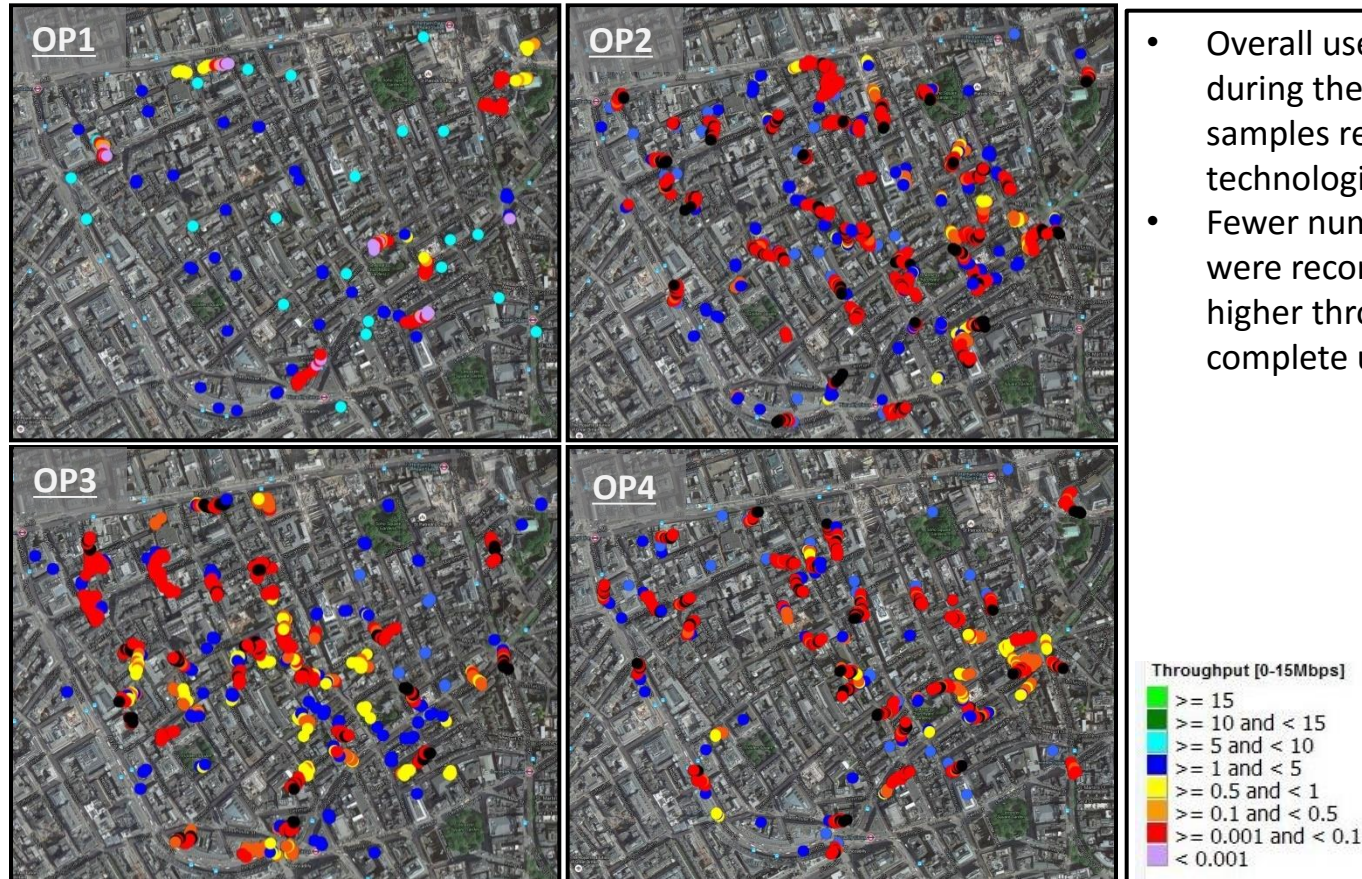 OP1
OP2
OP3
OP4
• Overall use
during the
samples re
technologi
• Fewer num
were recor
higher thro
complete u
Throughput [0-15Mbps]
>= 15
>= 10 and < 15
>= 5 and < 10
>= 1 and < 5
>= 0.5 and < 1
>= 0.1 and < 0.5
>= 0.001 and < 0.1
< 0.001